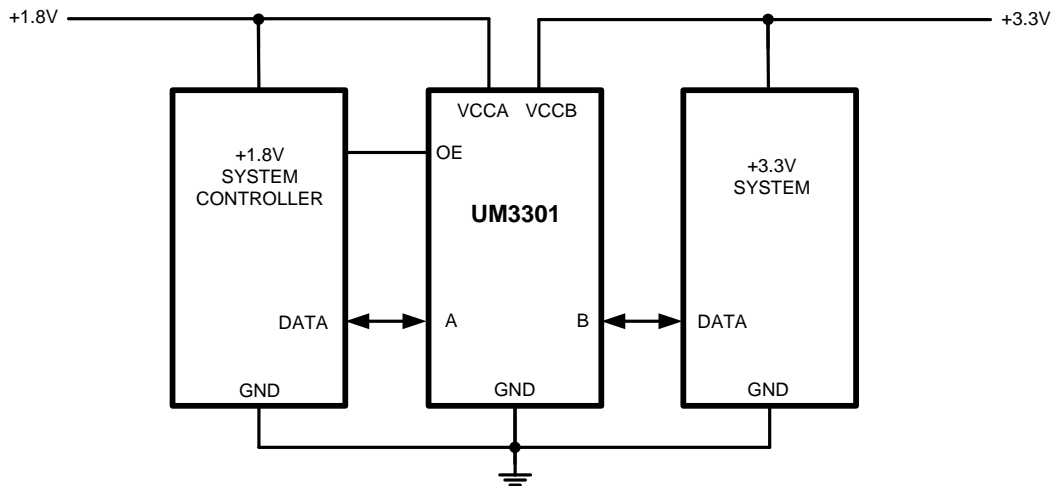 +1.8V
+3.3V
VCCA VCCB
+1.8V
SYSTEM
CONTROLLER
OE
+3.3V
SYSTEM
UM3301
DATA
A
B
DATA
GND
GND
GND